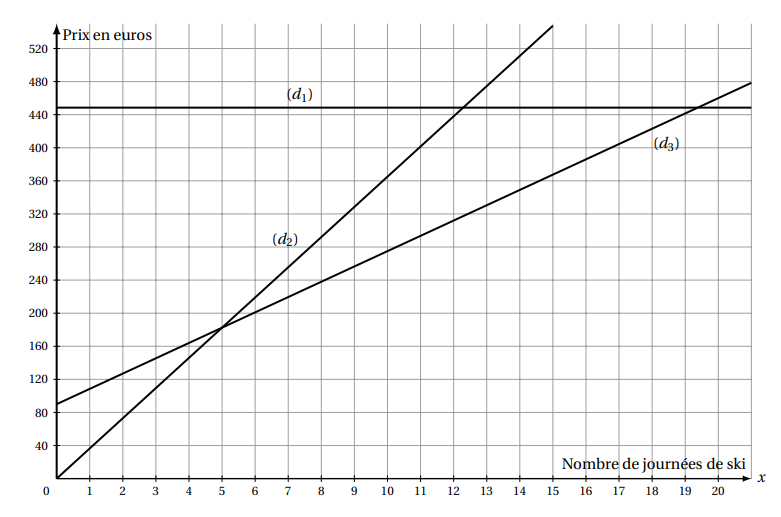 Prix en euros
520
480
(d₁)
440
400
(d₃)
360
320
280
(d₂)
240
200
160
120
80
40
Nombre de journées de ski
x
0 1 2 3 4 5 6 7 8 9 10 11 12 13 14 15 16 17 18 19 20